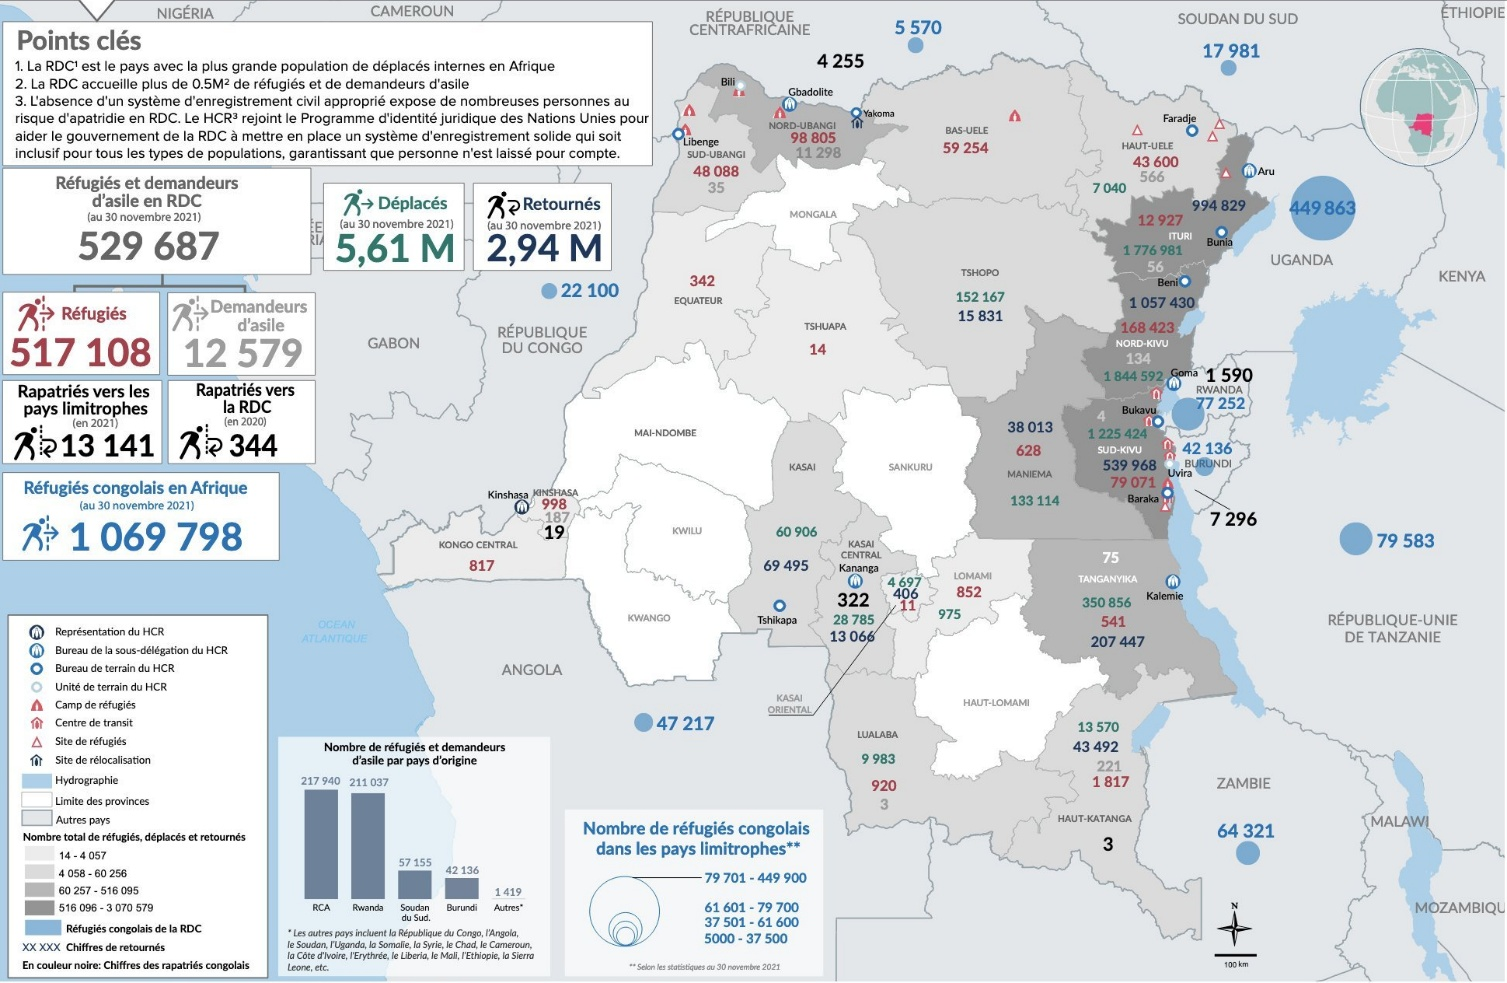 NIGÉRIA
CAMEROUN
RÉPUBLIQUE
CENTRAFRICAINE
5 570
SOUDAN DU SUD
17 981
ÉTHIOPIE
Points clés
1. La RDC¹ est le pays avec la plus grande population de déplacés internes en Afrique
2. La RDC accueille plus de 0.5M² de réfugiés et de demandeurs d'asile
3. L'absence d'un système d'enregistrement civil approprié expose de nombreuses personnes au
risque d'apatridie en RDC. Le HCR³ rejoint le Programme d'identité juridique des Nations Unies pour
aider le gouvernement de la RDC à mettre en place un système d'enregistrement solide qui soit
inclusif pour tous les types de populations, garantissant que personne n'est laissé pour compte.
Réfugiés et demandeurs
d'asile en RDC
(au 30 novembre 2021)
529 687
Déplacés
(au 30 novembre 2021)
5,61 M
Retournés
(au 30 novembre 2021)
2,94 M
Réfugiés
517 108
Demandeurs
d'asile
12 579
Rapatriés vers les
pays limitrophes
(en 2021)
13 141
Rapatriés vers
la RDC
(en 2020)
344
Réfugiés congolais en Afrique
(au 30 novembre 2021)
1 069 798
4 255
Bili
Gbadolite
Yakoma
NORD-UBANGI
98 805
11 298
Libenge
SUD-UBANGI
48 088
35
BAS-UELE
59 254
Faradje
HAUT-UELE
43 600
566
7 040
Aru
994 829
12 927
ITURI
Bunia
1 776 981
56
449 863
UGANDA
KENYA
MONGALA
342
EQUATEUR
22 100
RÉPUBLIQUE
DU CONGO
GABON
TSHOPO
152 167
15 831
TSHUAPA
14
Beni
1 057 430
168 423
NORD-KIVU
134
1 844 592
Goma
1 590
RWANDA
77 252
4
Bukavu
1 225 424
SUD-KIVU
539 968
79 071
Uvira
Baraka
42 136
BURUNDI
7 296
38 013
628
MANIEMA
133 114
MAI-NDOMBE
KASAI
SANKURU
Kinshasa
KINSHASA
998
187
19
KWILU
KONGO CENTRAL
817
60 906
69 495
Tshikapa
KASAI
CENTRAL
Kananga
322
28 785
13 066
4 697
406
11
LOMAMI
852
975
KASAI
ORIENTAL
75
TANGANYIKA
350 856
541
207 447
Kalemie
79 583
RÉPUBLIQUE-UNIE
DE TANZANIE
KWANGO
OCÉAN
ATLANTIQUE
ANGOLA
47 217
HAUT-LOMAMI
LUALABA
9 983
920
3
13 570
43 492
221
1 817
HAUT-KATANGA
3
ZAMBIE
64 321
MALAWI
MOZAMBIQU
Représentation du HCR
Bureau de la sous-délégation du HCR
Bureau de terrain du HCR
Unité de terrain du HCR
Camp de réfugiés
Centre de transit
Site de réfugiés
Site de rélocalisation
Hydrographie
Limite des provinces
Autres pays
Nombre total de réfugiés, déplacés et retournés
14 - 4 057
4 058 - 60 256
60 257 - 516 095
516 096 - 3 070 579
Réfugiés congolais de la RDC
XX XXX Chiffres de retournés
En couleur noire: Chiffres des rapatriés congolais
Nombre de réfugiés et demandeurs
d'asile par pays d'origine
217 940
211 037
57 155
42 136
1 419
RCA
Rwanda
Soudan
du Sud.
Burundi
Autres*
* Les autres pays incluent la République du Congo, l'Angola,
le Soudan, l'Uganda, la Somalie, la Syrie, le Chad, le Cameroun,
la Côte d'Ivoire, l'Erythrée, le Liberia, le Mali, l'Ethiopie, la Sierra
Leone, etc.
Nombre de réfugiés congolais
dans les pays limitrophes**
79 701 - 449 900
61 601 - 79 700
37 501 - 61 600
5000 - 37 500
** Selon les statistiques au 30 novembre 2021
N
100 km